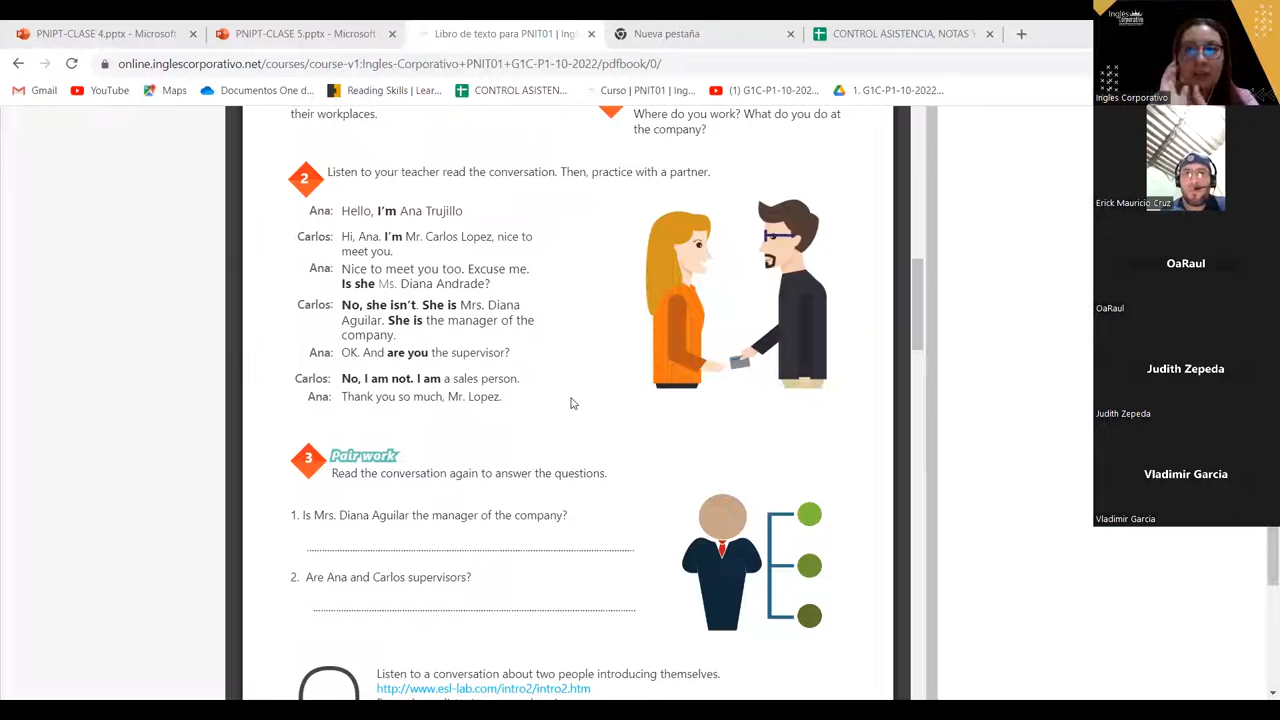 PNIPT-CLASE 4.pptx - Microsoft
PNIPT-CLASE 5.pptx - Microsoft
Libro de texto para PNIT01 | Ingl
Nueva pestaña
CONTROL ASISTENCIA, NOTAS Y
online.inglescorporativo.net/courses/course-v1:Ingles-Corporativo+PNIT01+G1C-P1-10-2022/pdfbook/0/
Gmail
YouTube
Maps
Documentos One d...
Reading Skills | Lear...
CONTROL ASISTEN...
Curso | PNIT01 | Ing...
(1) G1C-P1-10-202...
1. G1C-P1-10-2022...
their workplaces.
Where do you work? What do you do at
the company?
2
Listen to your teacher read the conversation. Then, practice with a partner.
Ana: Hello, I'm Ana Trujillo
Carlos: Hi, Ana. I'm Mr. Carlos Lopez, nice to
meet you.
Ana: Nice to meet you too. Excuse me.
Is she Ms. Diana Andrade?
Carlos: No, she isn't. She is Mrs. Diana
Aguilar. She is the manager of the
company.
Ana: OK. And are you the supervisor?
Carlos: No, I am not. I am a sales person.
Ana: Thank you so much, Mr. Lopez.
3
Pair work
Read the conversation again to answer the questions.
1. Is Mrs. Diana Aguilar the manager of the company?
2. Are Ana and Carlos supervisors?
Listen to a conversation about two people introducing themselves.
http://www.esl-lab.com/intro2/intro2.htm
Inglés
Corporativo
Ingles Corporativo
Erick Mauricio Cruz
OaRaul
OaRaul
Judith Zepeda
Judith Zepeda
Vladimir Garcia
Vladimir Garcia